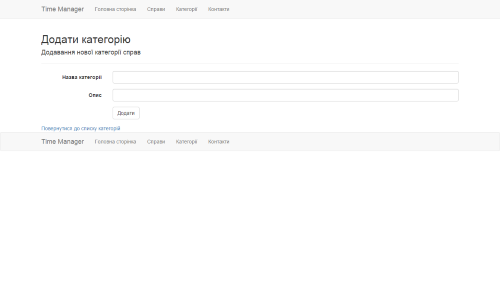 Time Manager Головна сторінка Справи Категорії Контакти
Додати категорію
Додавання нової категорії справ
Назва категорії
Опис
Додати
Повернутися до списку категорій
Time Manager Головна сторінка Справи Категорії Контакти